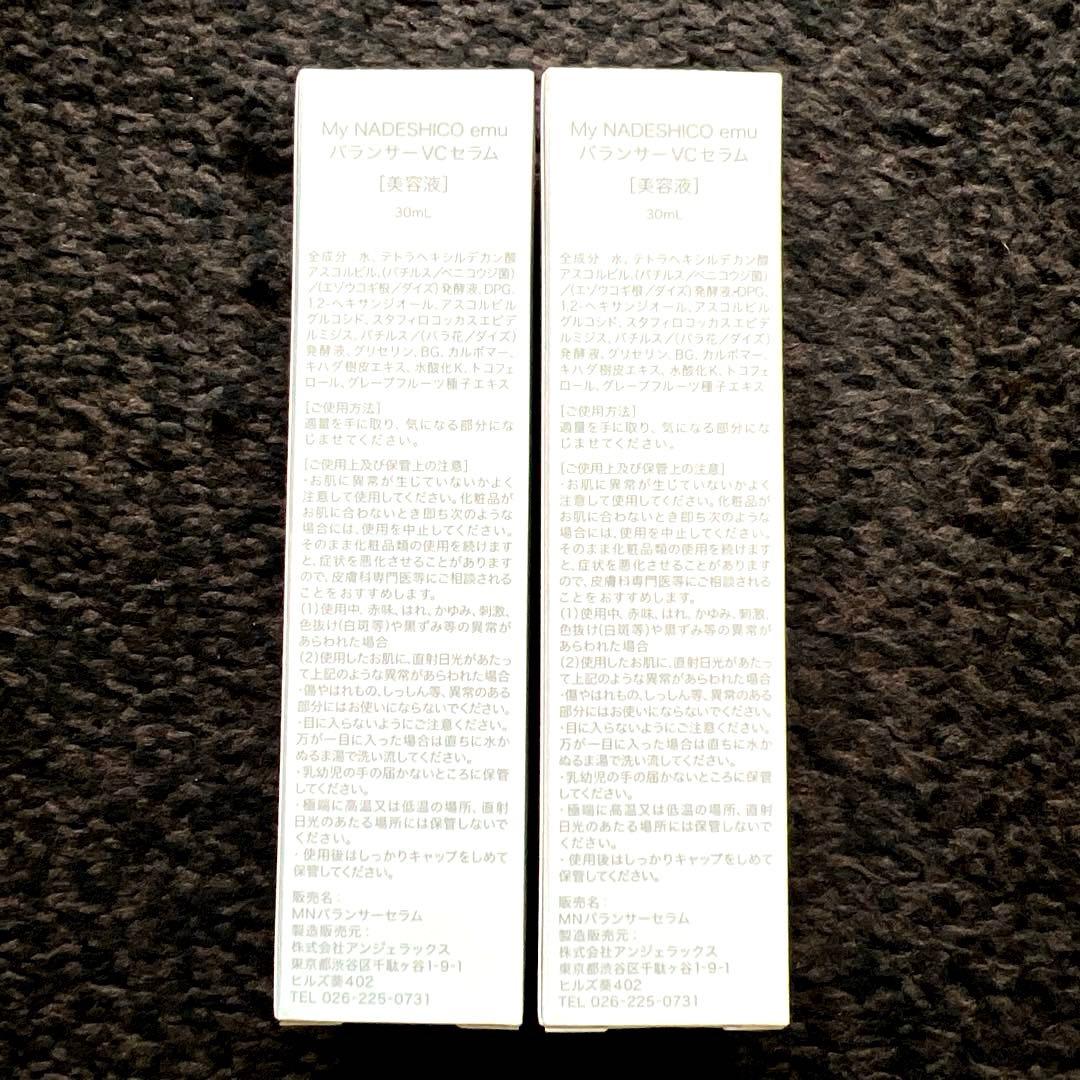 My NADESHICO emu
バランサーVCセラム
[美容液]
30mL
全成分 水、テトラヘキシルデカン酸
アスコルビル、(バチルス/ベニコウジ菌)
/(エゾウコギ根/ダイズ)発酵液、DPG、
1,2-ヘキサンジオール、アスコルビル
グルコシド、スタフィロコッカスエピデ
ルミジス、バチルス/(バラ花/ダイズ)
発酵液、グリセリン、BG、カルボマー、
キハダ樹皮エキス、水酸化K、トコフェ
ロール、グレープフルーツ種子エキス
[ご使用方法]
適量を手に取り、気になる部分にな
じませてください。
[ご使用上及び保管上の注意]
・お肌に異常が生じていないかよく
注意して使用してください。化粧品が
お肌に合わないとき即ち次のような
場合には、使用を中止してください。
そのまま化粧品類の使用を続けます
と、症状を悪化させることがあります
ので、皮膚科専門医等にご相談される
ことをおすすめします。
(1)使用中、赤味、はれ、かゆみ、刺激、
色抜け(白斑等)や黒ずみ等の異常が
あらわれた場合
(2)使用したお肌に、直射日光があたっ
て上記のような異常があらわれた場合
・傷やはれもの、しっしん等、異常のある
部分にはお使いにならないでください。
・目に入らないようにご注意ください。
万が一目に入った場合は直ちに水か
ぬるま湯で洗い流してください。
・乳幼児の手の届かないところに保管
してください。
・極端に高温又は低温の場所、直射
日光のあたる場所には保管しないで
ください。
・使用後はしっかりキャップをしめて
保管してください。
販売名：
MNバランサーセラム
製造販売元：
株式会社アンジェラックス
東京都渋谷区千駄ヶ谷1-9-1
ヒルズ葵402
TEL 026-225-0731
My NADESHICO emu
バランサーVCセラム
[美容液]
30mL
全成分 水、テトラヘキシルデカン酸
アスコルビル、(バチルス/ベニコウジ菌)
/(エゾウコギ根/ダイズ)発酵液、DPG、
1,2-ヘキサンジオール、アスコルビル
グルコシド、スタフィロコッカスエピデ
ルミジス、バチルス/(バラ花/ダイズ)
発酵液、グリセリン、BG、カルボマー、
キハダ樹皮エキス、水酸化K、トコフェ
ロール、グレープフルーツ種子エキス
[ご使用方法]
適量を手に取り、気になる部分にな
じませてください。
[ご使用上及び保管上の注意]
・お肌に異常が生じていないかよく
注意して使用してください。化粧品が
お肌に合わないとき即ち次のような
場合には、使用を中止してください。
そのまま化粧品類の使用を続けます
と、症状を悪化させることがあります
ので、皮膚科専門医等にご相談される
ことをおすすめします。
(1)使用中、赤味、はれ、かゆみ、刺激、
色抜け(白斑等)や黒ずみ等の異常が
あらわれた場合
(2)使用したお肌に、直射日光があたっ
て上記のような異常があらわれた場合
・傷やはれもの、しっしん等、異常のある
部分にはお使いにならないでください。
・目に入らないようにご注意ください。
万が一目に入った場合は直ちに水か
ぬるま湯で洗い流してください。
・乳幼児の手の届かないところに保管
してください。
・極端に高温又は低温の場所、直射
日光のあたる場所には保管しないで
ください。
・使用後はしっかりキャップをしめて
保管してください。
販売名：
MNバランサーセラム
製造販売元：
株式会社アンジェラックス
東京都渋谷区千駄ヶ谷1-9-1
ヒルズ葵402
TEL 026-225-0731